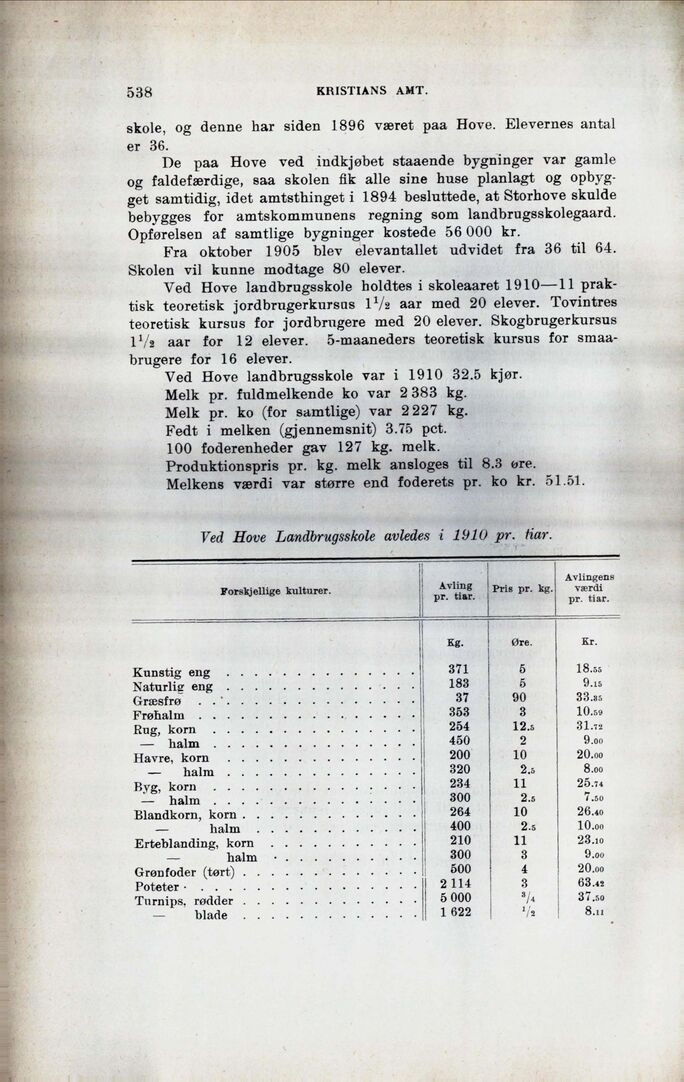 538 KRISTIANS AMT.
skole, og denne har siden 1896 været paa Hove. Elevernes antal
er 36.
De paa Hove ved indkjøbet staaende bygninger var gamle
og faldefærdige, saa skolen fik alle sine huse planlagt og opbyg-
get samtidig, idet amtsthinget i 1894 besluttede, at Storhove skulde
bebygges for amtskommunens regning som landbrugsskolegaard.
Opførelsen af samtlige bygninger kostede 56 000 kr.
Fra oktober 1905 blev elevantallet udvidet fra 36 til 64.
Skolen vil kunne modtage 80 elever.
Ved Hove landbrugsskole holdtes i skoleaaret 1910—11 prak-
tisk teoretisk jordbrugerkursus 1¹/₂ aar med 20 elever. Tovintres
teoretisk kursus for jordbrugere med 20 elever. Skogbrugerkursus
1¹/₂ aar for 12 elever. 5-maaneders teoretisk kursus for smaa-
brugere for 16 elever.
Ved Hove landbrugsskole var i 1910 32.5 kjør.
Melk pr. fuldmelkende ko var 2 383 kg.
Melk pr. ko (for samtlige) var 2 227 kg.
Fedt i melken (gjennemsnit) 3.75 pct.
100 foderenheder gav 127 kg. melk.
Produktionspris pr. kg. melk ansloges til 8.3 øre.
Melkens værdi var større end foderets pr. ko kr. 51.51.
Ved Hove Landbrugsskole avledes i 1910 pr. tiar.
Forskjellige kulturer. Avling pr. tiar. Pris pr. kg. Avlingens værdi pr. tiar.
Kg. Øre. Kr.
Kunstig eng . . . . . . . . . . . . . . 371 5 18.55
Naturlig eng . . . . . . . . . . . . . . 183 5 9.15
Græsfrø . . . . . . . . . . . . . . . 37 90 33.35
Frøhalm . . . . . . . . . . . . . . . 353 3 10.59
Rug, korn . . . . . . . . . . . . . . 254 12.5 31.72
— halm . . . . . . . . . . . . . . 450 2 9.00
Havre, korn . . . . . . . . . . . . . 200 10 20.00
— halm . . . . . . . . . . . . . 320 2.5 8.00
Byg, korn . . . . . . . . . . . . . . 234 11 25.74
— halm . . . . . . . . . . . . . . 300 2.5 7.50
Blandkorn, korn . . . . . . . . . . . . 264 10 26.40
— halm . . . . . . . . . . . . 400 2.5 10.00
Erteblanding, korn . . . . . . . . . . . 210 11 23.10
— halm . . . . . . . . . . . 300 3 9.00
Grønfoder (tørt) . . . . . . . . . . . . 500 4 20.00
Poteter . . . . . . . . . . . . . . . 2 114 3 63.42
Turnips, rødder . . . . . . . . . . . . 5 000 ³/₄ 37.50
— blade . . . . . . . . . . . . 1 622 ¹/₂ 8.11